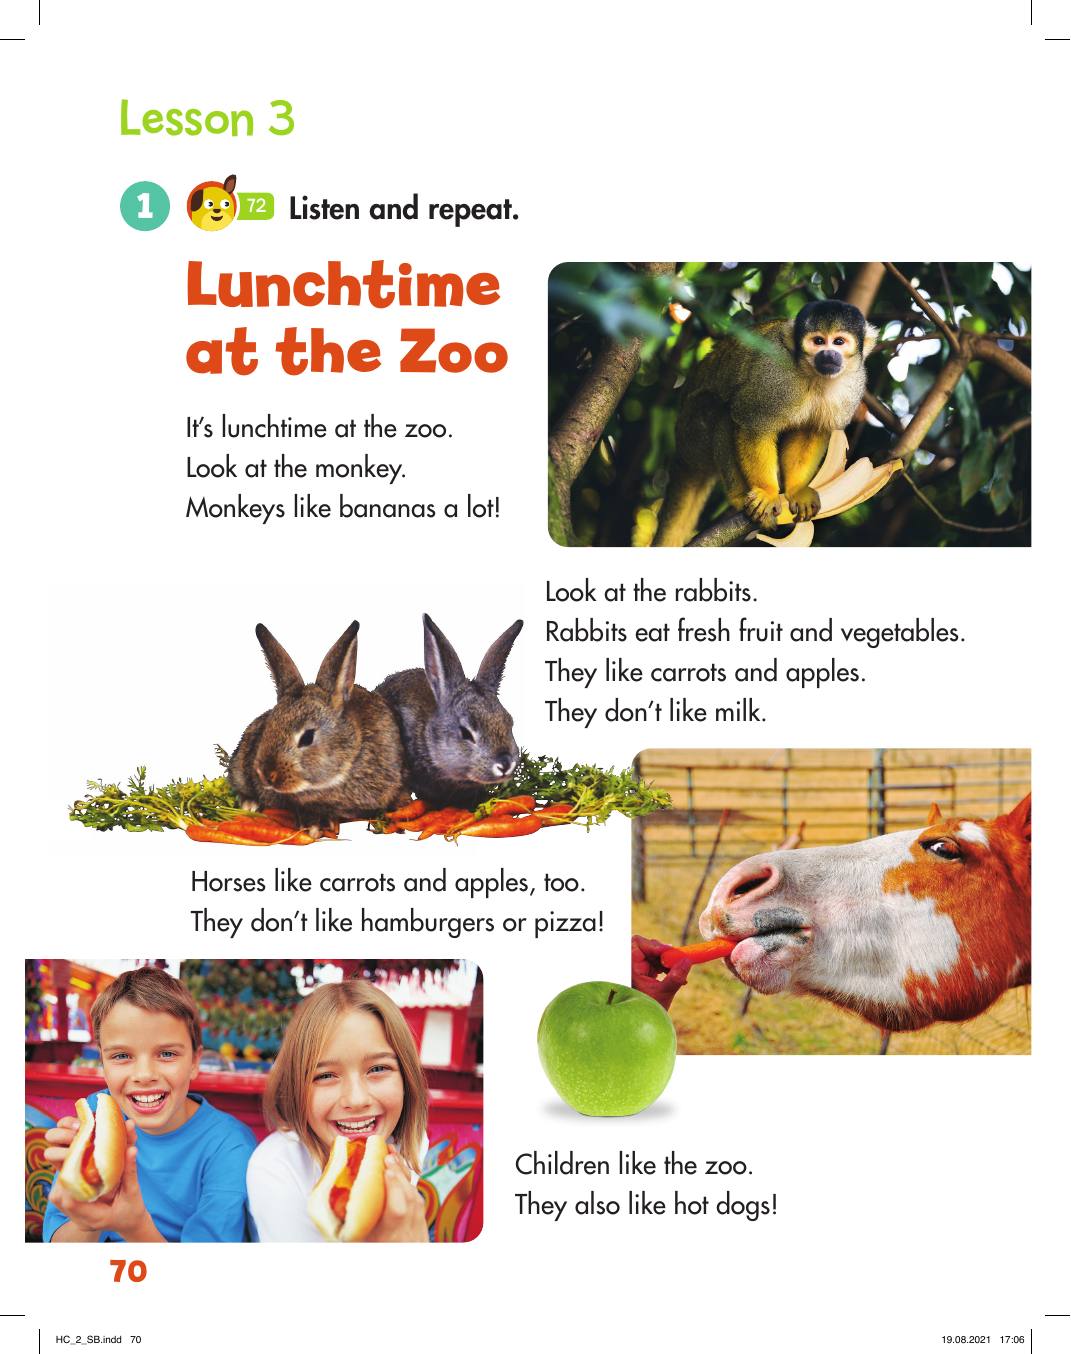 Lesson 3
1 72 Listen and repeat.
Lunchtime
at the Zoo
It's lunchtime at the zoo.
Look at the monkey.
Monkeys like bananas a lot!
Look at the rabbits.
Rabbits eat fresh fruit and vegetables.
They like carrots and apples.
They don't like milk.
Horses like carrots and apples, too.
They don't like hamburgers or pizza!
Children like the zoo.
They also like hot dogs!
70
HC_2_SB.indd 70
19.08.2021 17:06